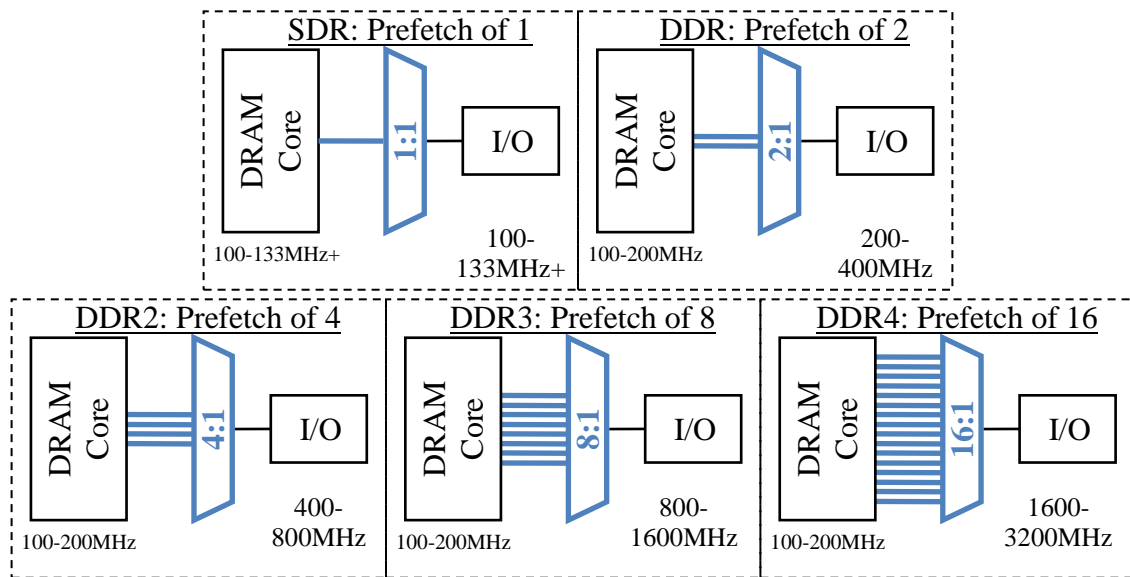 SDR: Prefetch of 1
DRAM
Core
1:1
I/O
100-133MHz+
100-
133MHz+
DDR: Prefetch of 2
DRAM
Core
2:1
I/O
100-200MHz
200-
400MHz
DDR2: Prefetch of 4
DRAM
Core
4:1
I/O
100-200MHz
400-
800MHz
DDR3: Prefetch of 8
DRAM
Core
8:1
I/O
100-200MHz
800-
1600MHz
DDR4: Prefetch of 16
DRAM
Core
16:1
I/O
100-200MHz
1600-
3200MHz